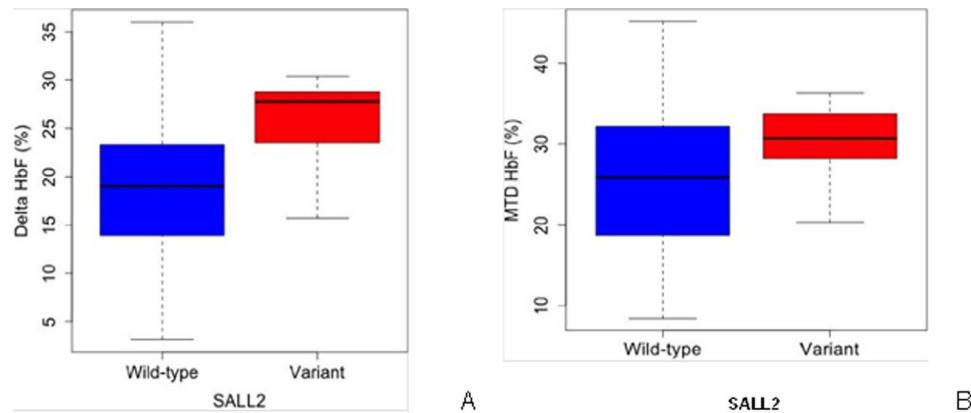 Delta HbF (%)
35
30
25
20
15
10
5
Wild-type Variant
SALL2
A
MTD HbF (%)
40
30
20
10
Wild-type Variant
SALL2
B